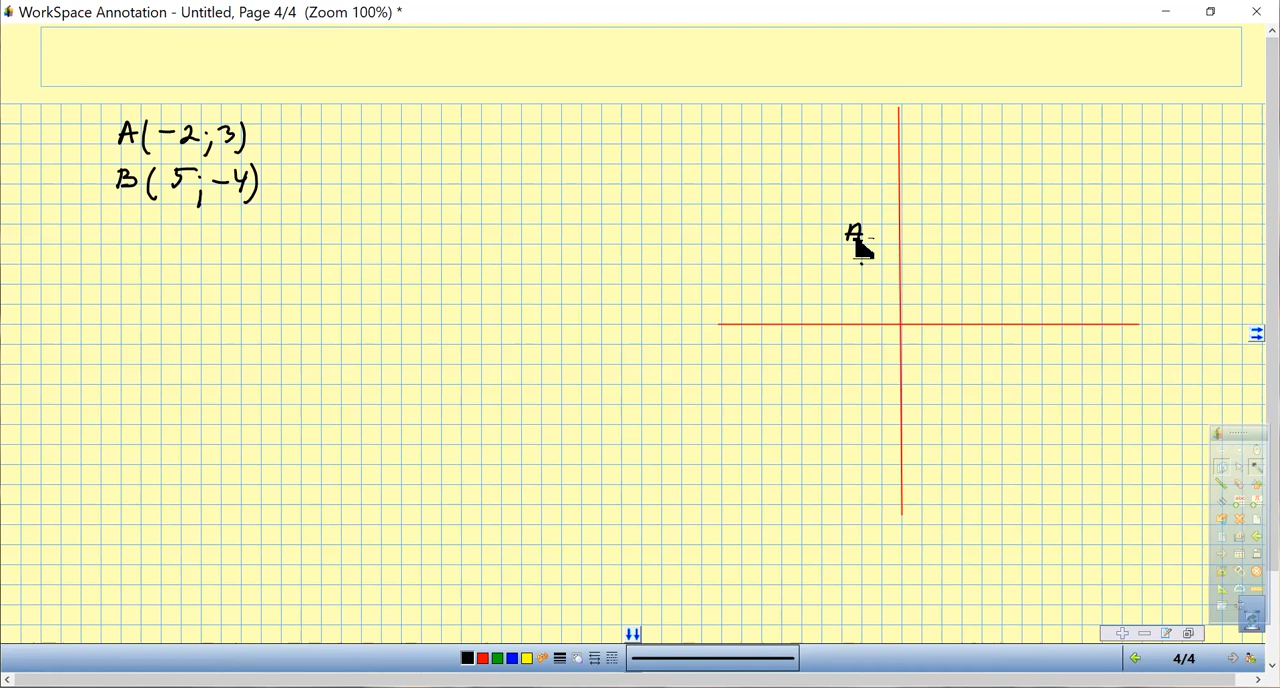 WorkSpace Annotation - Untitled, Page 4/4 (Zoom 100%) *
A(-2;3)
B(5;-4)
A
4/4